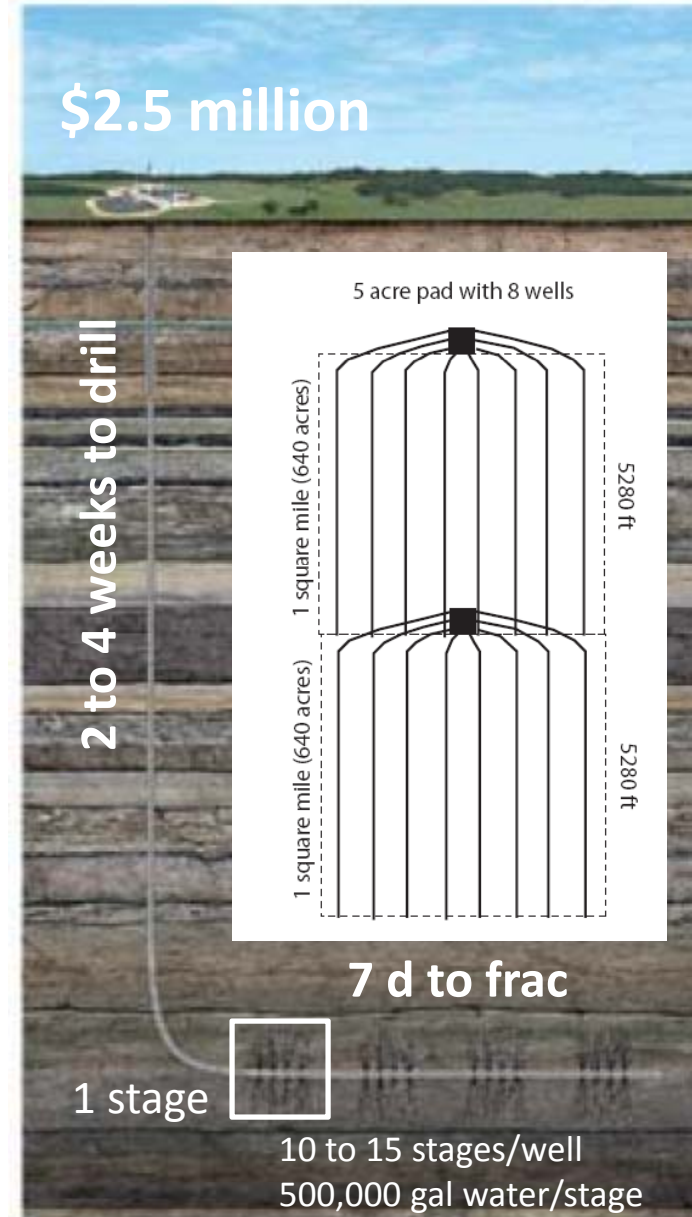 $2.5 million
2 to 4 weeks to drill
5 acre pad with 8 wells
1 square mile (640 acres)
5280 ft
1 square mile (640 acres)
5280 ft
7 d to frac
1 stage
10 to 15 stages/well
500,000 gal water/stage